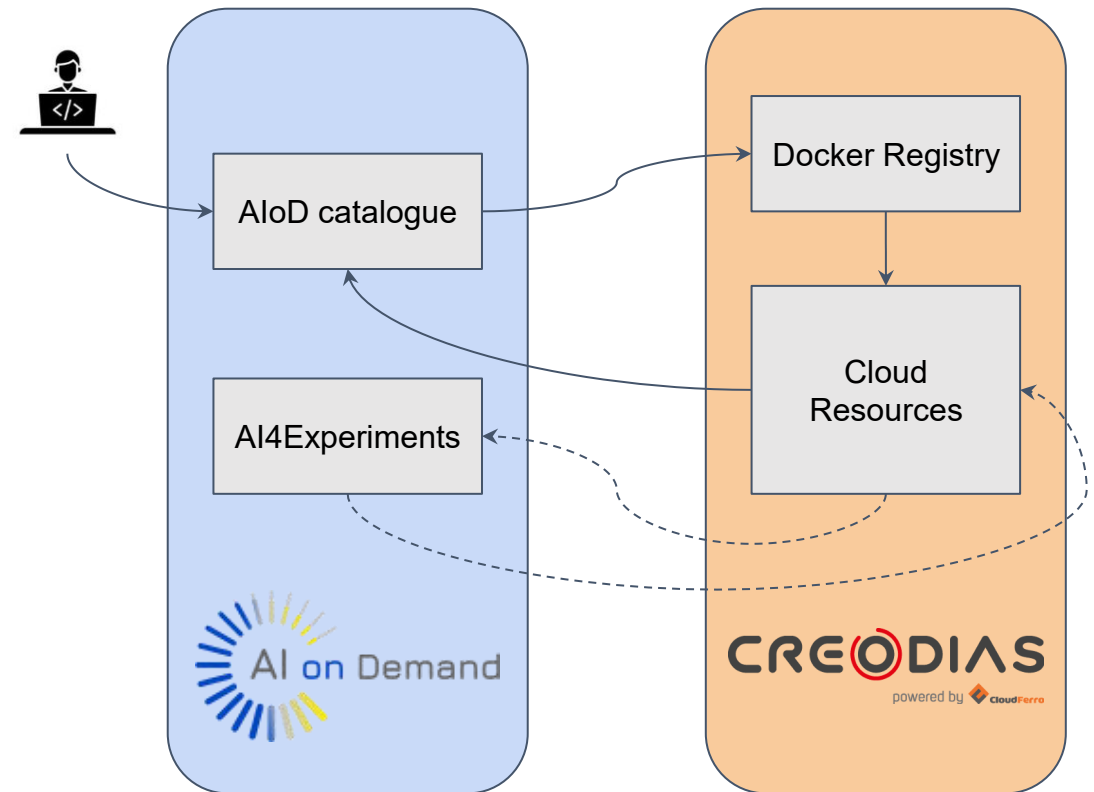 </>
AIoD catalogue
Docker Registry
Cloud
Resources
AI4Experiments
AI on Demand
CREODIAS
powered by CloudFerro